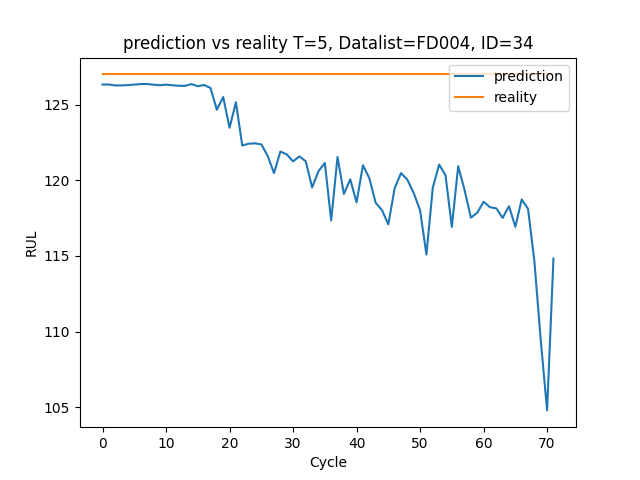 prediction vs reality T=5, Datalist=FD004, ID=34
prediction
reality
125
120
115
110
105
RUL
0 10 20 30 40 50 60 70
Cycle